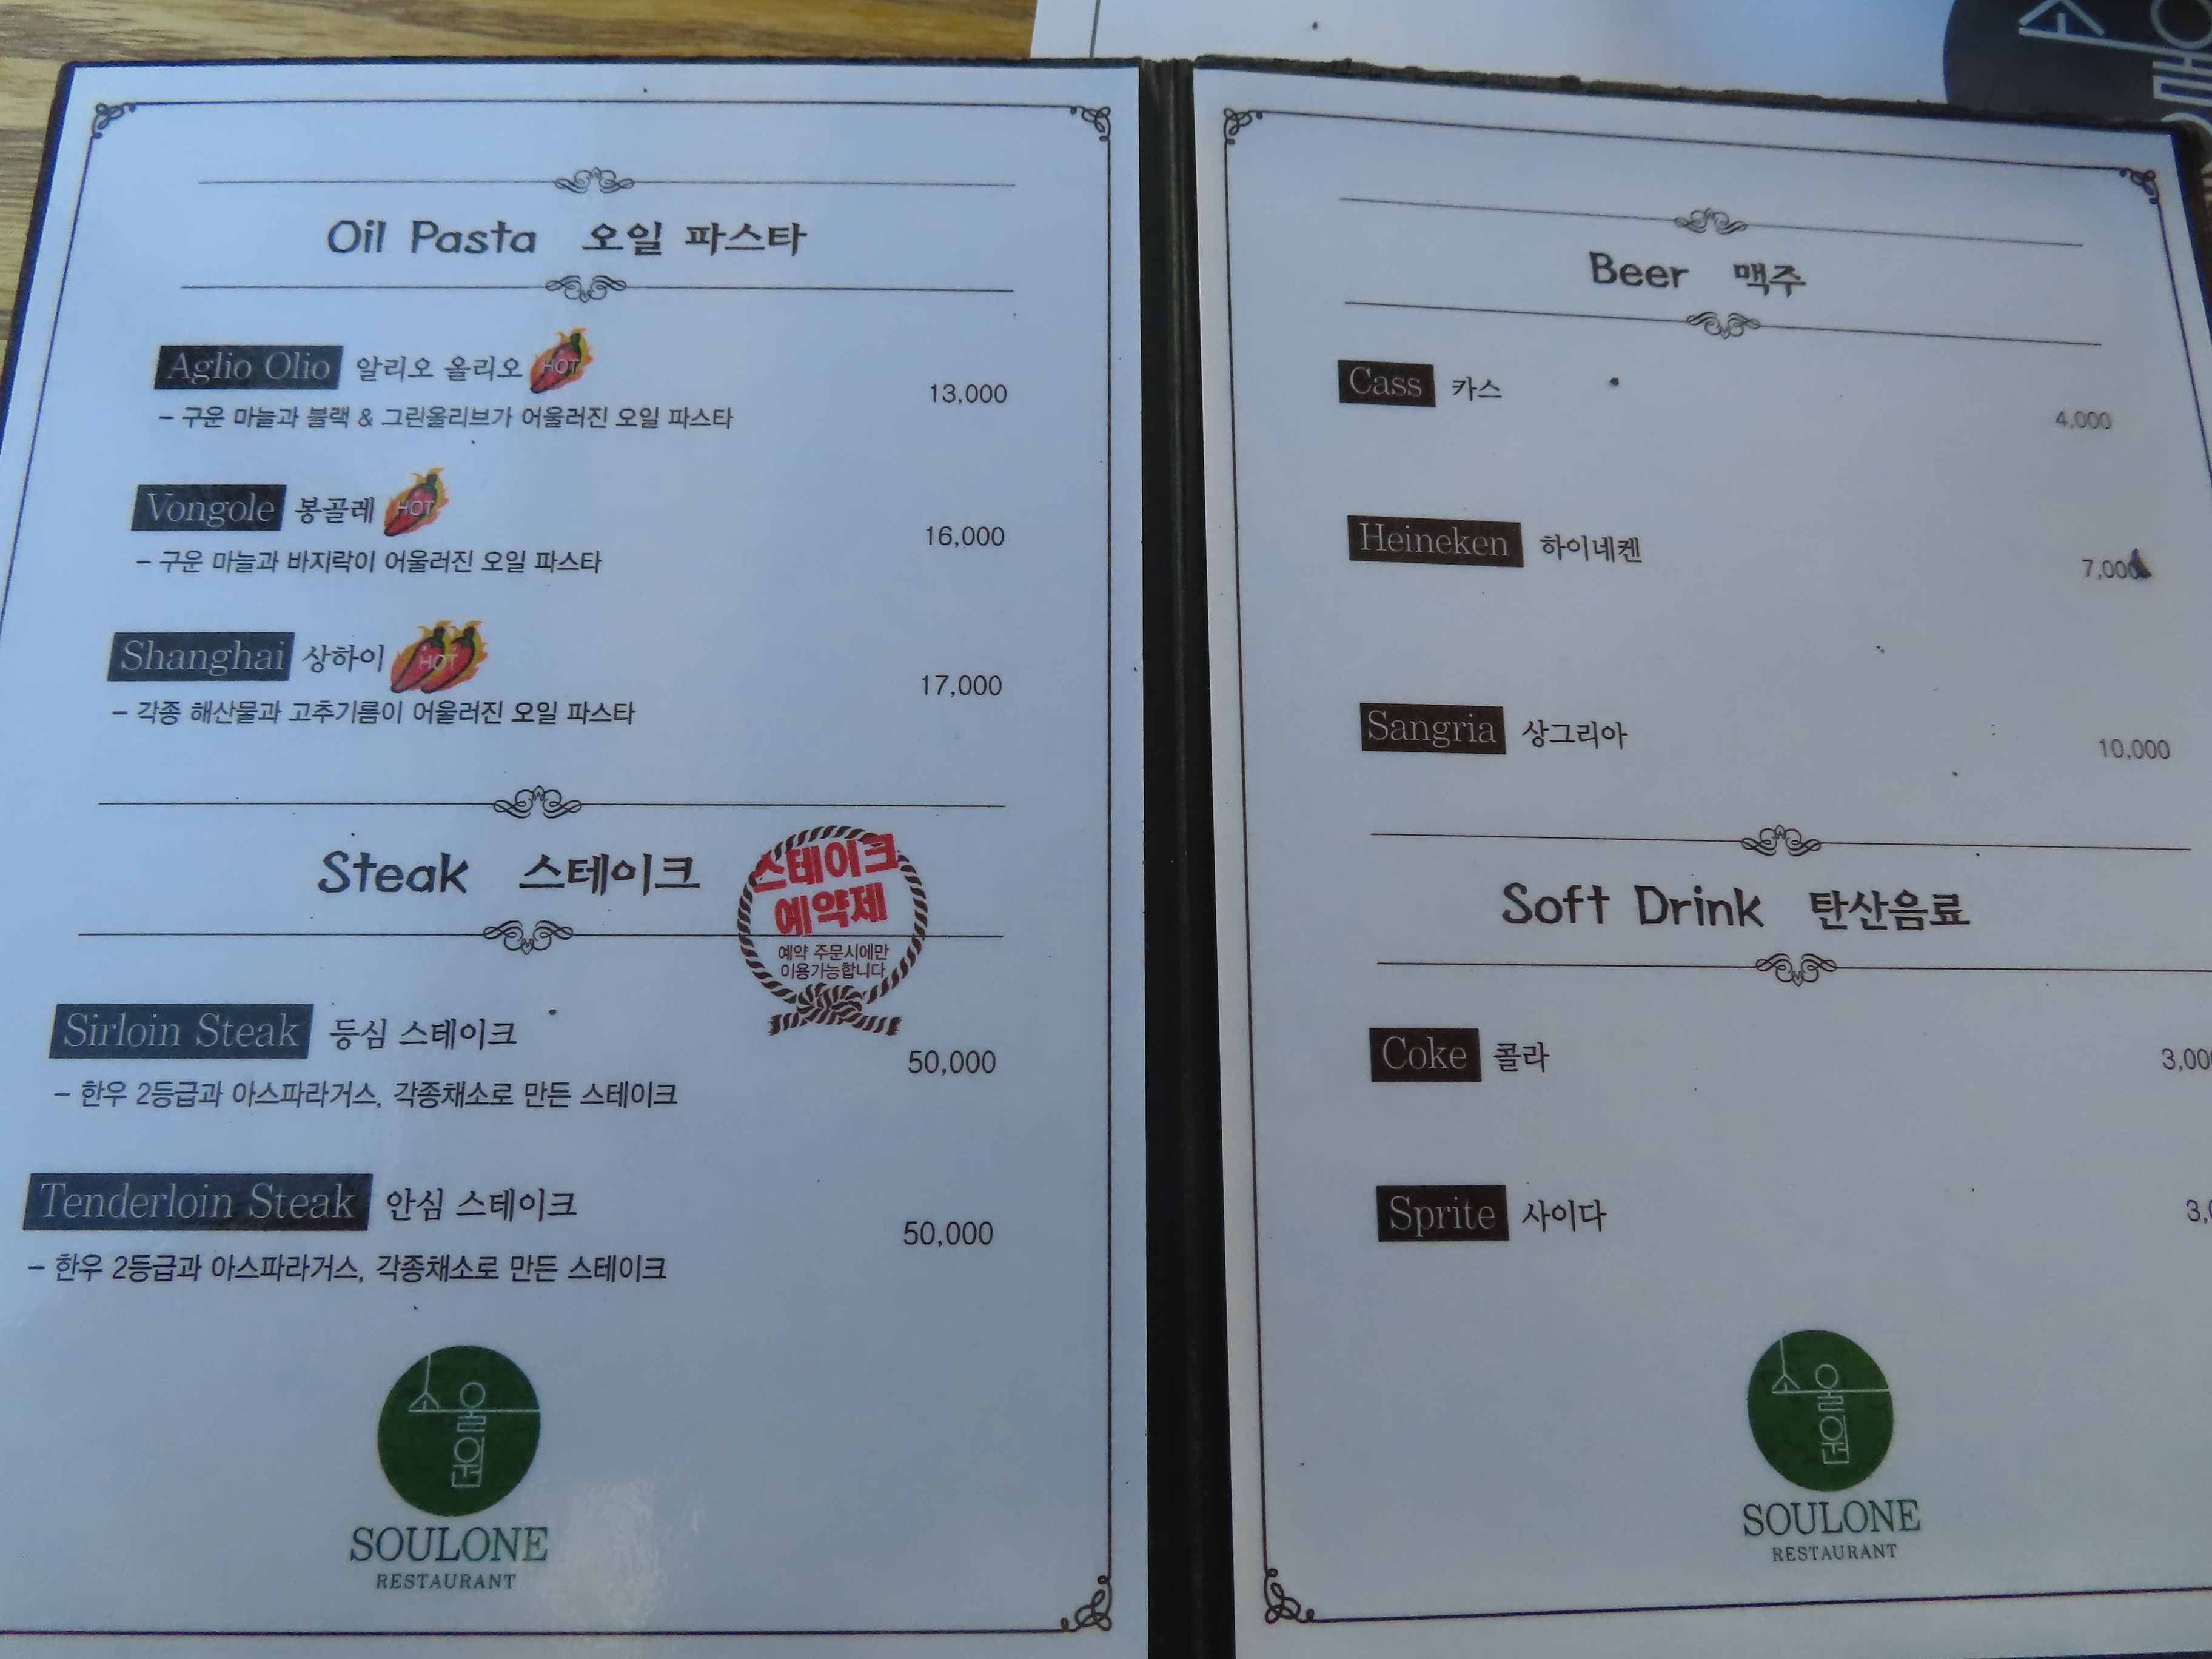 Oil Pasta 오일 파스타
Aglio Olio 알리오 올리오 HOT
13,000
- 구운 마늘과 블랙 & 그린올리브가 어울러진 오일 파스타
Vongole 봉골레 HOT
16,000
- 구운 마늘과 바지락이 어울러진 오일 파스타
Shanghai 상하이 HOT
17,000
- 각종 해산물과 고추기름이 어울러진 오일 파스타
Steak 스테이크
스테이크
예약제
예약 주문시에만
이용가능합니다
Sirloin Steak 등심 스테이크
50,000
- 한우 2등급과 아스파라거스, 각종채소로 만든 스테이크
Tenderloin Steak 안심 스테이크
50,000
- 한우 2등급과 아스파라거스, 각종채소로 만든 스테이크
소울원
SOULONE
RESTAURANT
Beer 맥주
Cass 카스
4,000
Heineken 하이네켄
7,000
Sangria 상그리아
10,000
Soft Drink 탄산음료
Coke 콜라
3,00
Sprite 사이다
3,
소울원
SOULONE
RESTAURANT